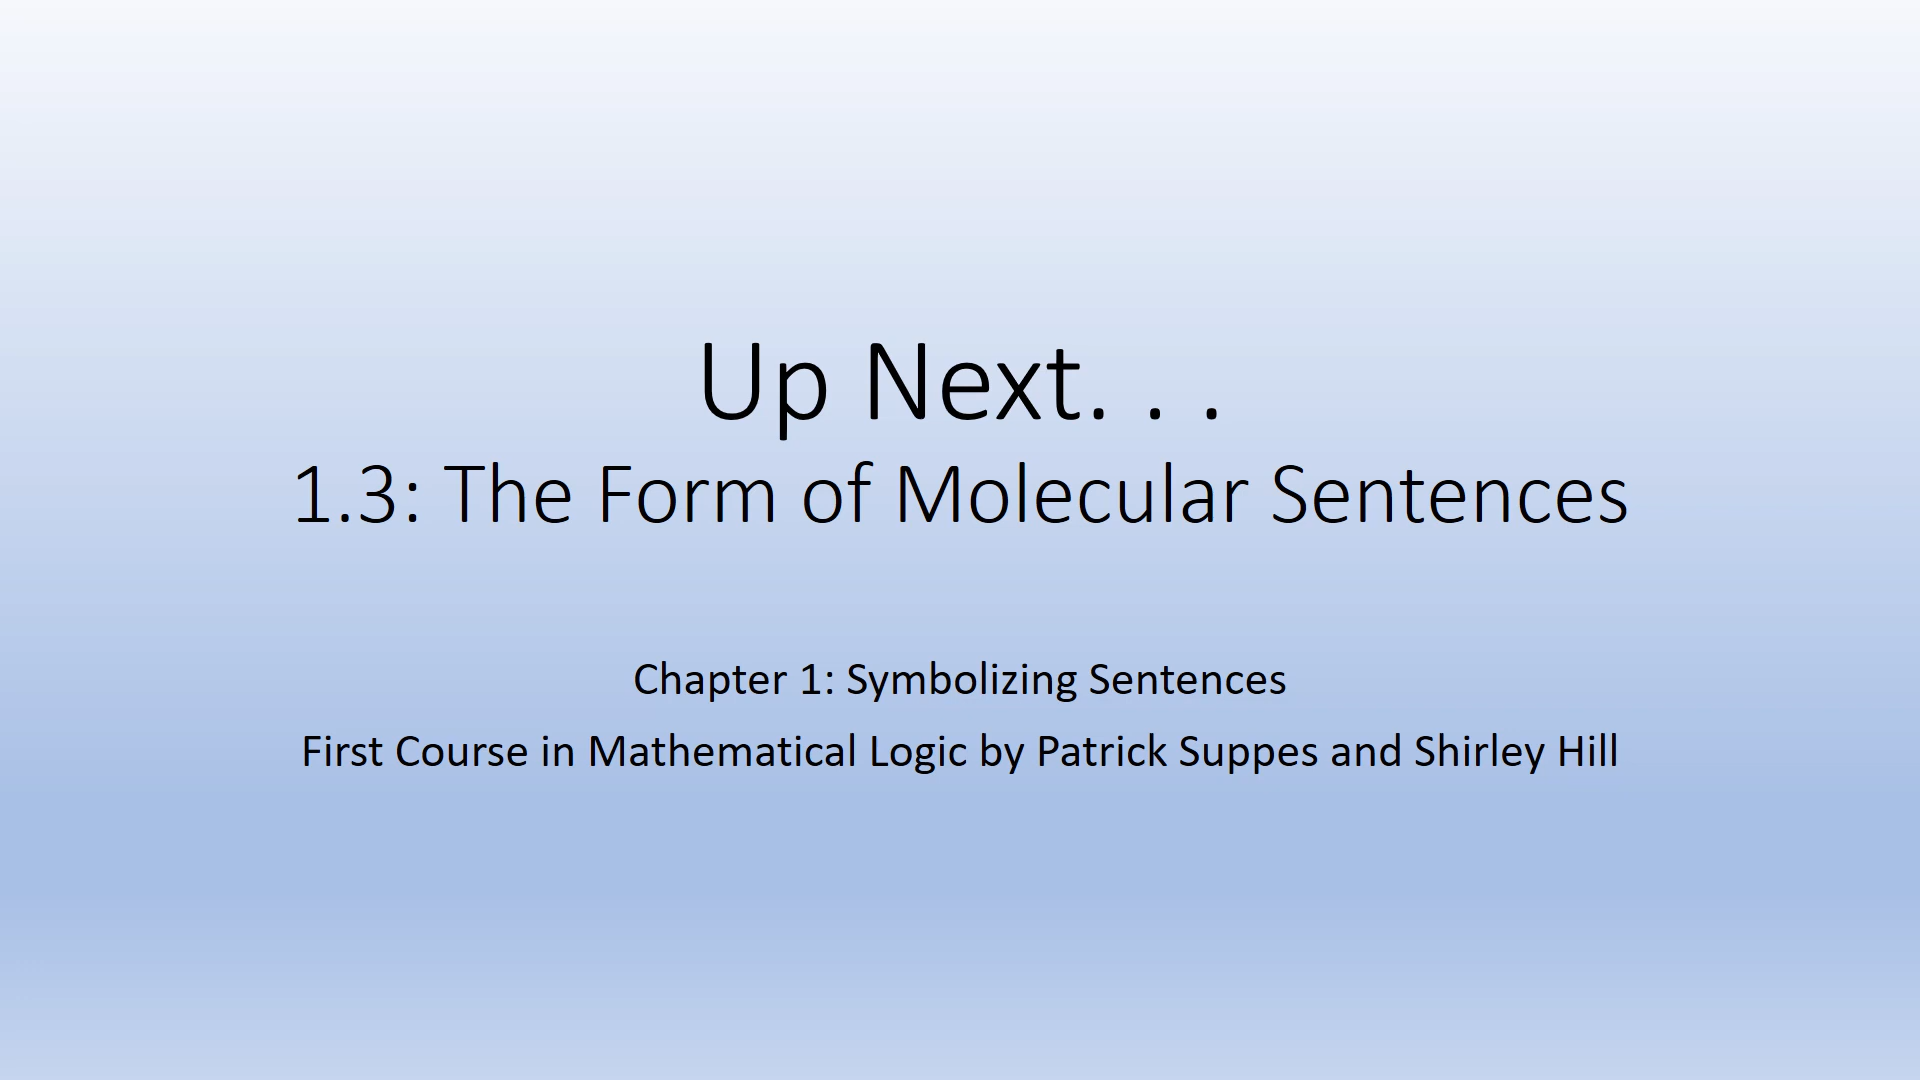 Up Next. . .
1.3: The Form of Molecular Sentences
Chapter 1: Symbolizing Sentences
First Course in Mathematical Logic by Patrick Suppes and Shirley Hill